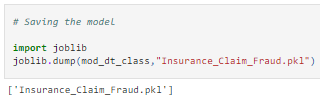 # Saving the model
import joblib
joblib.dump(mod_dt_class,"Insurance_Claim_Fraud.pkl")
['Insurance_Claim_Fraud.pkl']